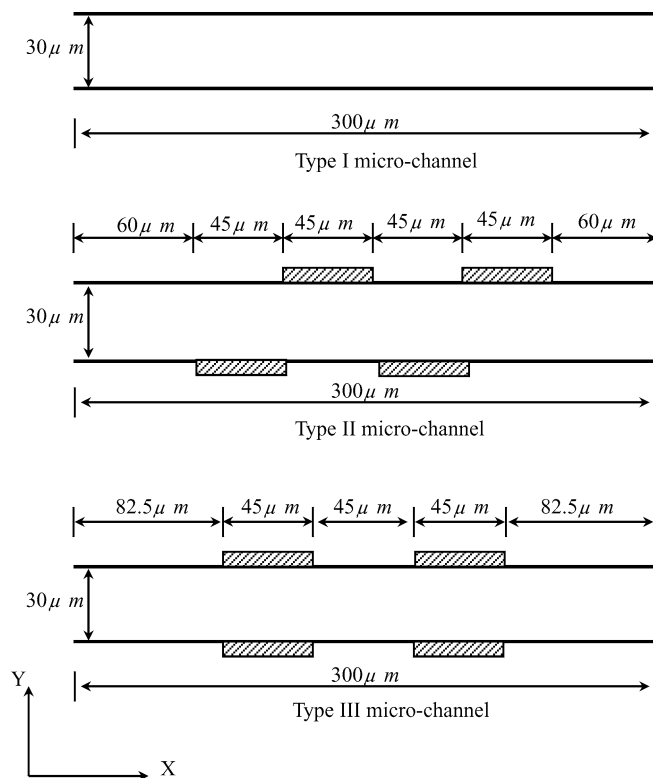 30μ m
300μ m
Type I micro-channel
60μ m 45μ m 45μ m 45μ m 45μ m 60μ m
30μ m
300μ m
Type II micro-channel
82.5μ m 45μ m 45μ m 45μ m 82.5μ m
30μ m
300μ m
Type III micro-channel
Y
X